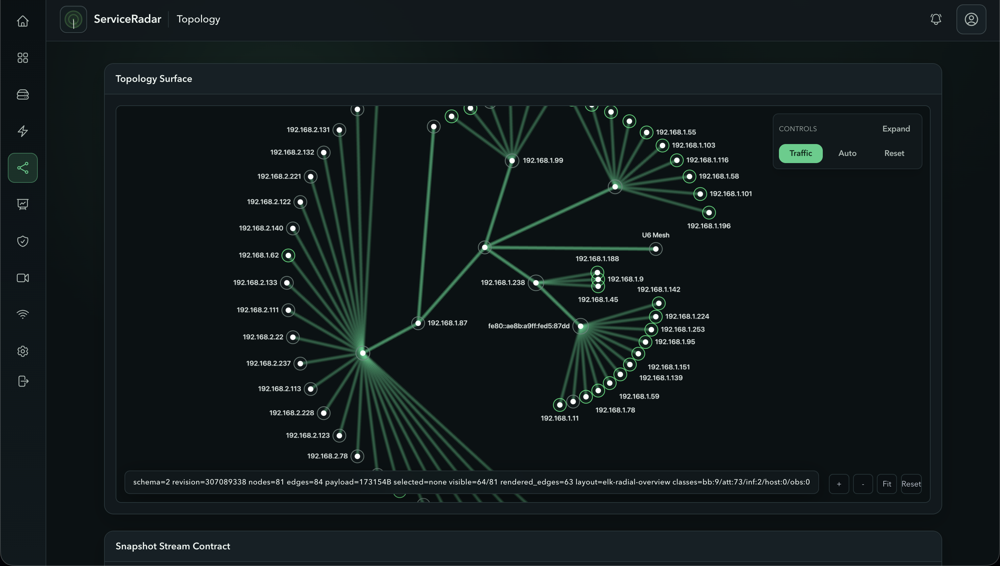 ServiceRadar
Topology
Topology Surface
CONTROLS
Expand
Traffic
Auto
Reset
192.168.2.131
192.168.2.132
192.168.2.221
192.168.2.122
192.168.2.140
192.168.1.62
192.168.2.133
192.168.2.111
192.168.2.22
192.168.2.237
192.168.2.113
192.168.2.228
192.168.2.123
192.168.2.78
192.168.1.87
192.168.1.99
192.168.1.55
192.168.1.103
192.168.1.116
192.168.1.58
192.168.1.101
192.168.1.196
U6 Mesh
192.168.1.188
192.168.1.238
192.168.1.9
192.168.1.45
192.168.1.142
fe80::ae8b:a9ff:fed5:87dd
192.168.1.224
192.168.1.253
192.168.1.95
192.168.1.151
192.168.1.139
192.168.1.59
192.168.1.78
192.168.1.11
schema=2 revision=307089338 nodes=81 edges=84 payload=173154B selected=none visible=64/81 rendered_edges=63 layout=elk-radial-overview classes=bb:9/att:73/inf:2/host:0/obs:0
+
-
Fit
Reset
Snapshot Stream Contract